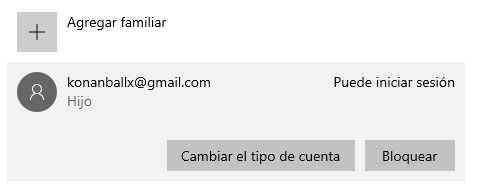 Agregar familiar
konanballx@gmail.com Puede iniciar sesión
Hijo
Cambiar el tipo de cuenta Bloquear